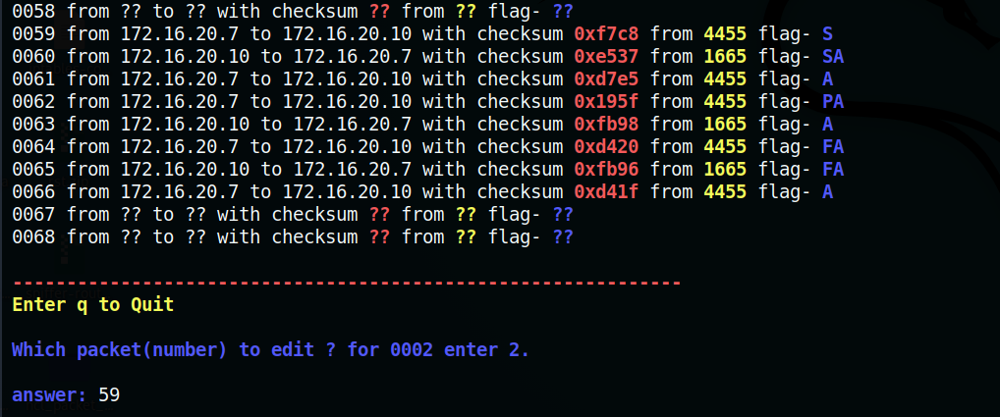 0058 from ?? to ?? with checksum ?? from ?? flag- ??
0059 from 172.16.20.7 to 172.16.20.10 with checksum 0xf7c8 from 4455 flag- S
0060 from 172.16.20.10 to 172.16.20.7 with checksum 0xe537 from 1665 flag- SA
0061 from 172.16.20.7 to 172.16.20.10 with checksum 0xd7e5 from 4455 flag- A
0062 from 172.16.20.7 to 172.16.20.10 with checksum 0x195f from 4455 flag- PA
0063 from 172.16.20.10 to 172.16.20.7 with checksum 0xfb98 from 1665 flag- A
0064 from 172.16.20.7 to 172.16.20.10 with checksum 0xd420 from 4455 flag- FA
0065 from 172.16.20.10 to 172.16.20.7 with checksum 0xfb96 from 1665 flag- FA
0066 from 172.16.20.7 to 172.16.20.10 with checksum 0xd41f from 4455 flag- A
0067 from ?? to ?? with checksum ?? from ?? flag- ??
0068 from ?? to ?? with checksum ?? from ?? flag- ??
--------------------------------------------------------------
Enter q to Quit
Which packet(number) to edit ? for 0002 enter 2.
answer: 59